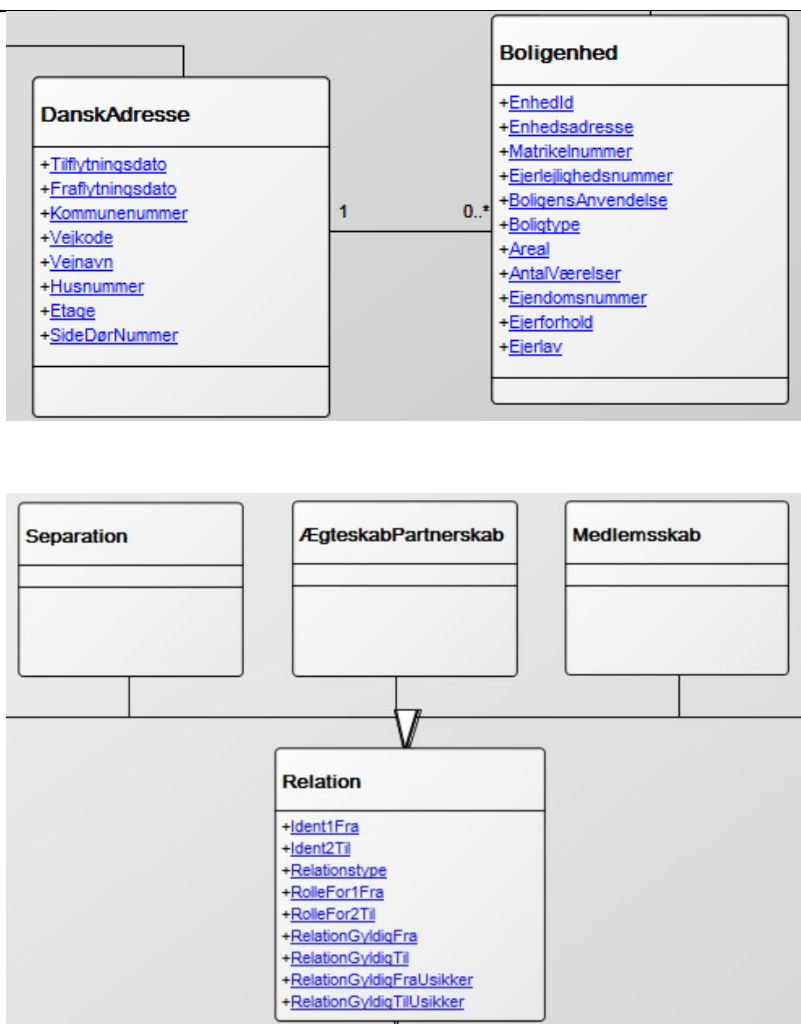 DanskAdresse
+Tilflytningsdato
+Fraflytningsdato
+Kommunenummer
+Vejkode
+Vejnavn
+Husnummer
+Etage
+SideDørNummer
1
0..*
Boligenhed
+EnhedId
+Enhedsadresse
+Matrikelnummer
+Ejerlejlighedsnummer
+BoligensAnvendelse
+Boligtype
+Areal
+AntalVærelser
+Ejendomsnummer
+Ejerforhold
+Ejerlav
Separation
ÆgteskabPartnerskab
Medlemsskab
Relation
+Ident1Fra
+Ident2Til
+Relationstype
+RolleFor1Fra
+RolleFor2Til
+RelationGyldigFra
+RelationGyldigTil
+RelationGyldigFraUsikker
+RelationGyldigTilUsikker